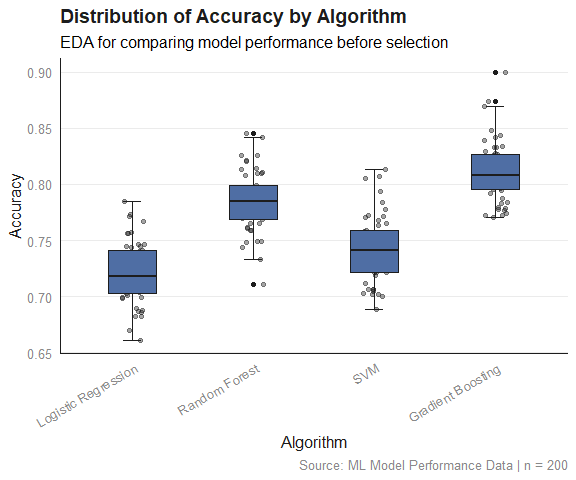 Distribution of Accuracy by Algorithm
EDA for comparing model performance before selection
0.90
0.85
0.80
0.75
0.70
0.65
Accuracy
Logistic Regression
Random Forest
SVM
Gradient Boosting
Algorithm
Source: ML Model Performance Data | n = 200